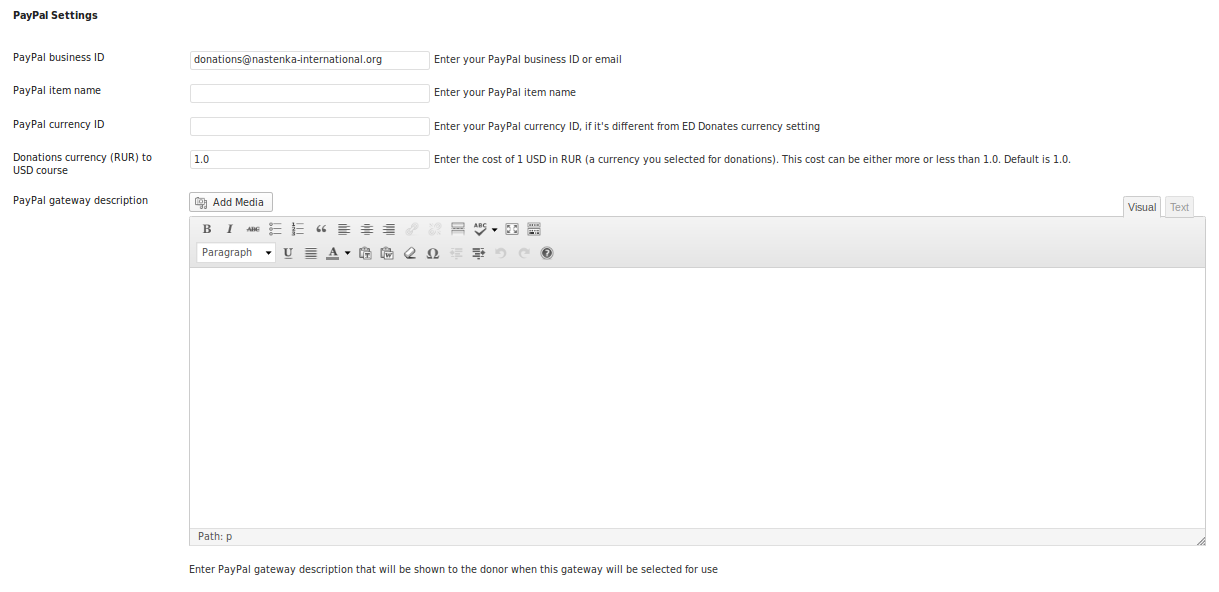 PayPal Settings
PayPal business ID
donations@nastenka-international.org
Enter your PayPal business ID or email
PayPal item name
Enter your PayPal item name
PayPal currency ID
Enter your PayPal currency ID, if it's different from ED Donates currency setting
Donations currency (RUR) to
USD course
1.0
Enter the cost of 1 USD in RUR (a currency you selected for donations). This cost can be either more or less than 1.0. Default is 1.0.
PayPal gateway description
Add Media
Visual
Text
B
I
ABC
ABC
Paragraph
U
A
Ω
Path: p
Enter PayPal gateway description that will be shown to the donor when this gateway will be selected for use